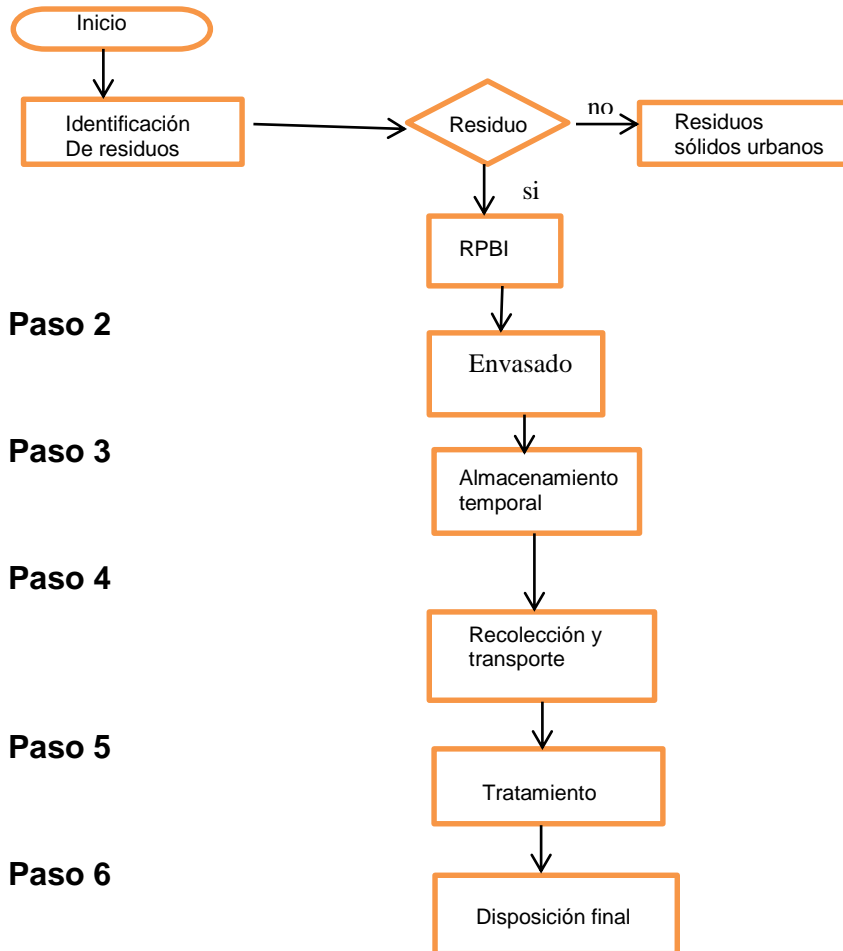 Inicio
Identificación
De residuos
Residuo
no
Residuos
sólidos urbanos
si
RPBI
Paso 2
Envasado
Paso 3
Almacenamiento
temporal
Paso 4
Recolección y
transporte
Paso 5
Tratamiento
Paso 6
Disposición final